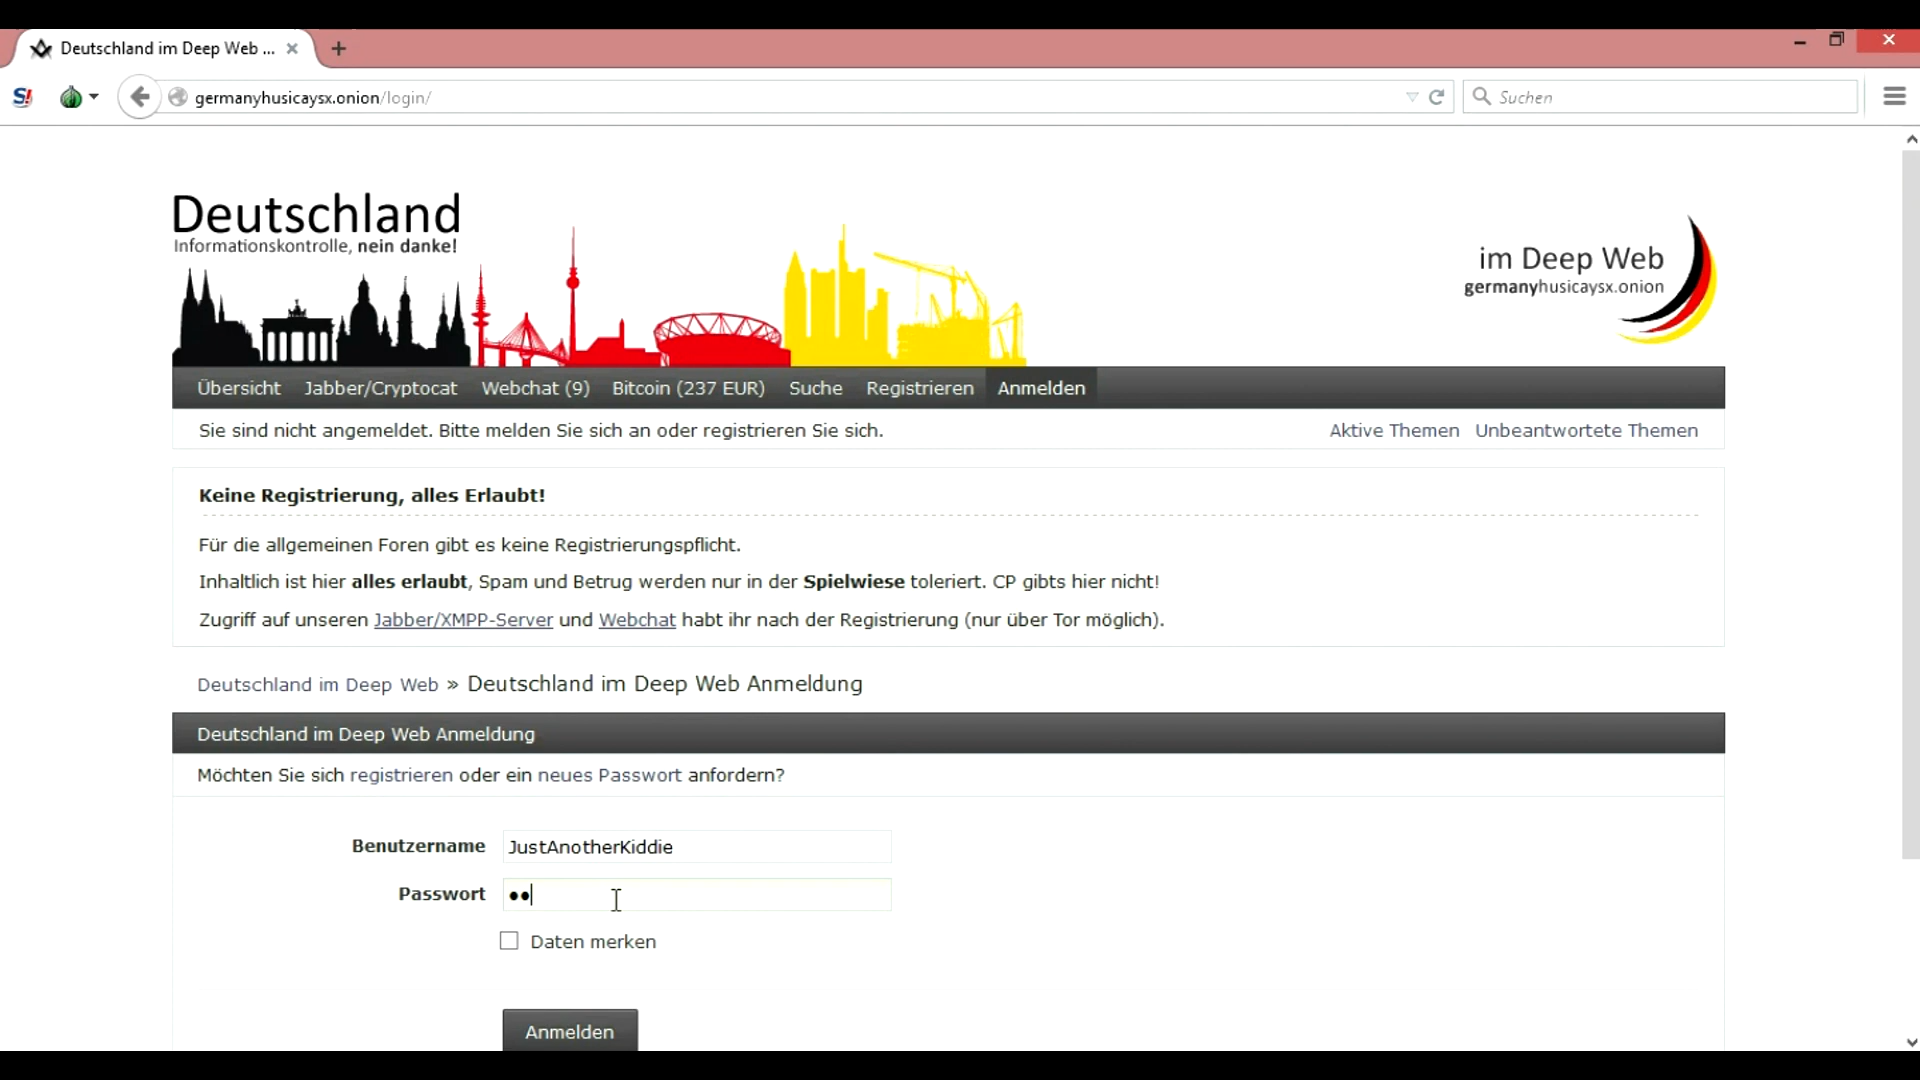 Deutschland im Deep Web ...
S!
germanyhusicaysx.onion/login/
Suchen
Deutschland
Informationskontrolle, nein danke!
im Deep Web
germanyhusicaysx.onion
Übersicht Jabber/Cryptocat Webchat (9) Bitcoin (237 EUR) Suche Registrieren Anmelden
Sie sind nicht angemeldet. Bitte melden Sie sich an oder registrieren Sie sich. Aktive Themen Unbeantwortete Themen
Keine Registrierung, alles Erlaubt!
Für die allgemeinen Foren gibt es keine Registrierungspflicht.
Inhaltlich ist hier alles erlaubt, Spam und Betrug werden nur in der Spielwiese toleriert. CP gibts hier nicht!
Zugriff auf unseren Jabber/XMPP-Server und Webchat habt ihr nach der Registrierung (nur über Tor möglich).
Deutschland im Deep Web » Deutschland im Deep Web Anmeldung
Deutschland im Deep Web Anmeldung
Möchten Sie sich registrieren oder ein neues Passwort anfordern?
Benutzername JustAnotherKiddie
Passwort ●●
Daten merken
Anmelden